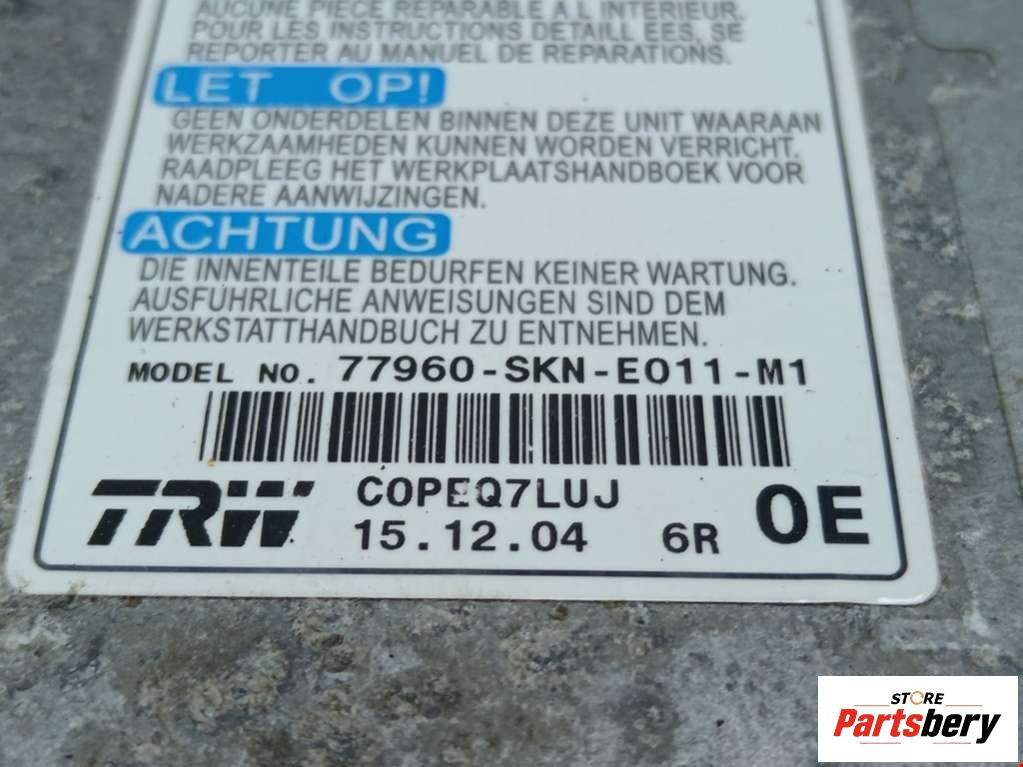 AUCUNE PIECE REPARABLE A L INTERIEUR.
POUR LES INSTRUCTIONS DETAILL EES, SE
REPORTER AU MANUEL DE REPARATIONS.
LET OP!
GEEN ONDERDELEN BINNEN DEZE UNIT WAARAAN
WERKZAAMHEDEN KUNNEN WORDEN VERRICHT.
RAADPLEEG HET WERKPLAATSHANDBOEK VOOR
NADERE AANWIJZINGEN.
ACHTUNG
DIE INNENTEILE BEDURFEN KEINER WARTUNG.
AUSFÜHRLICHE ANWEISUNGEN SIND DEM
WERKSTATTHANDBUCH ZU ENTNEHMEN.
MODEL NO. 77960-SKN-E011-M1
TRW C0PEQ7LUJ
15.12.04 6R 0E
STORE
Partsbery